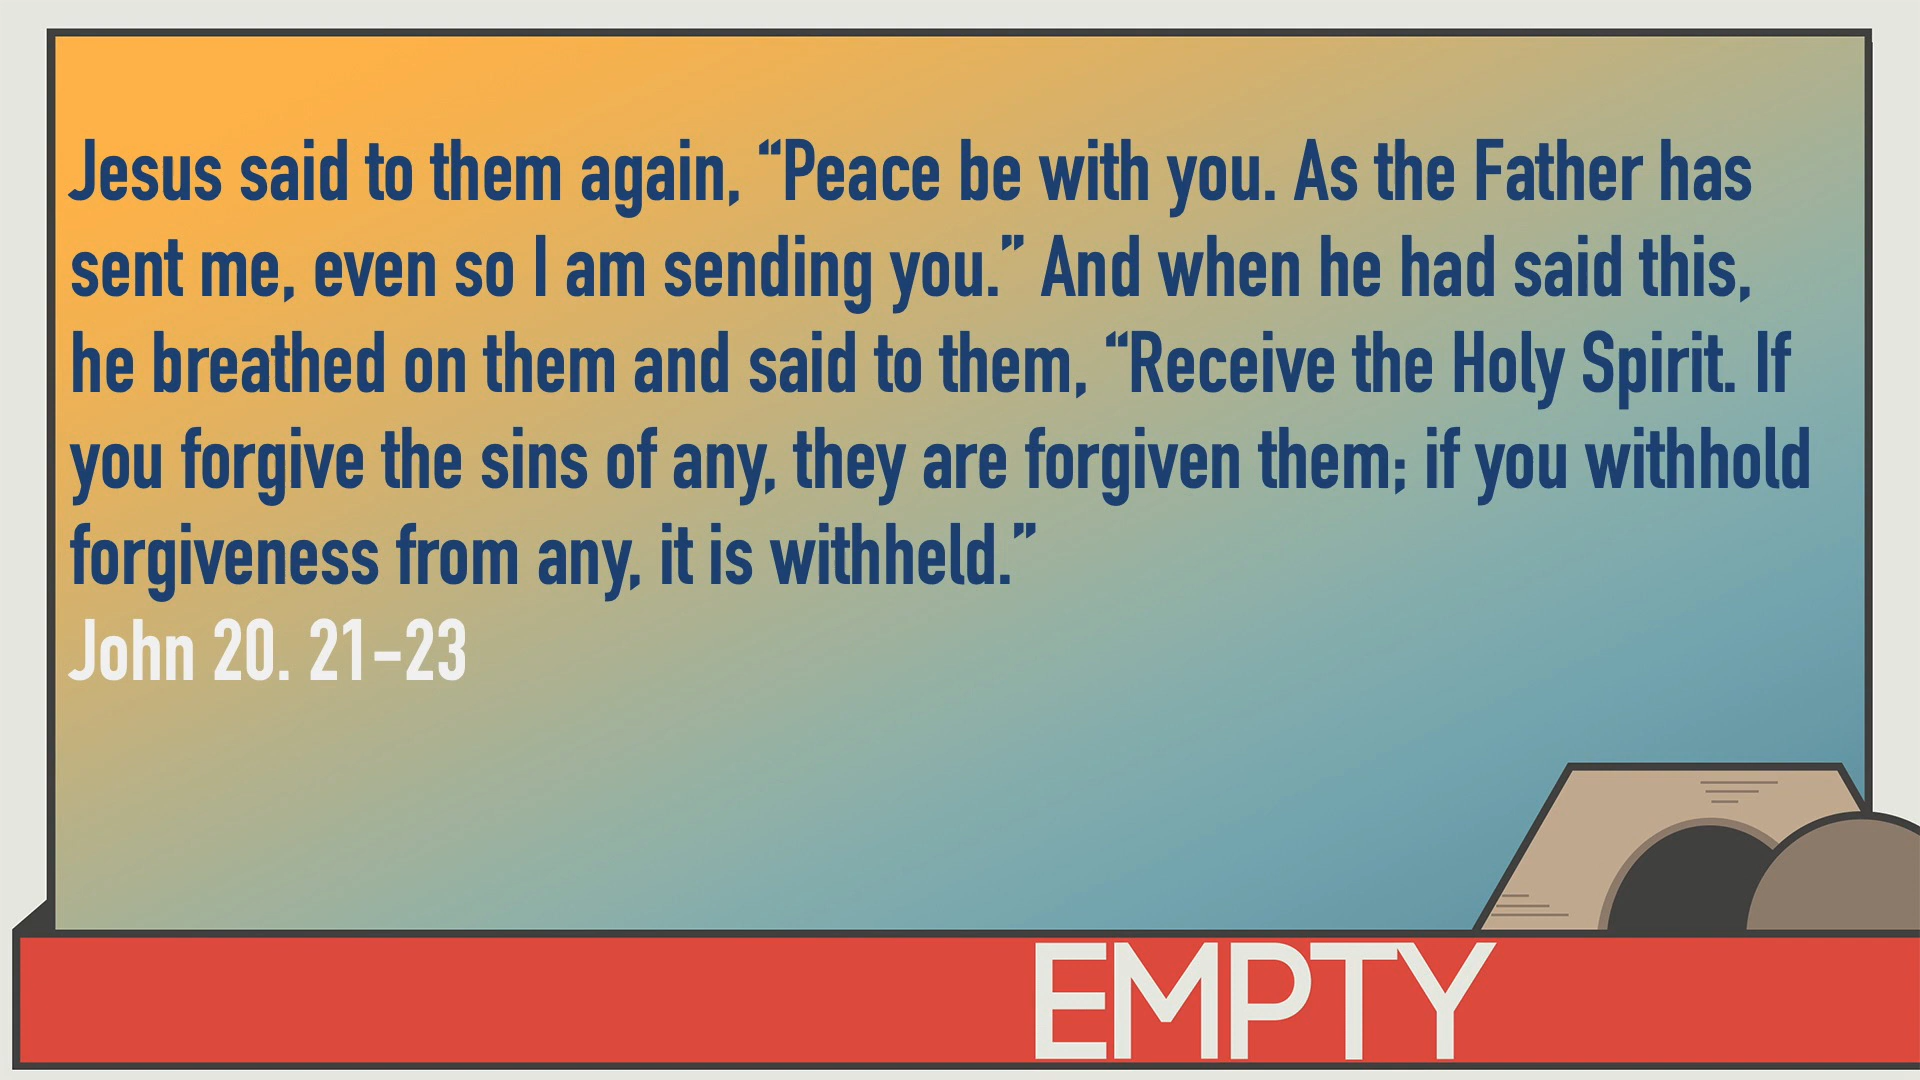 Jesus said to them again, “Peace be with you. As the Father has
sent me, even so I am sending you.” And when he had said this,
he breathed on them and said to them, “Receive the Holy Spirit. If
you forgive the sins of any, they are forgiven them; if you withhold
forgiveness from any, it is withheld.”
John 20. 21-23
EMPTY